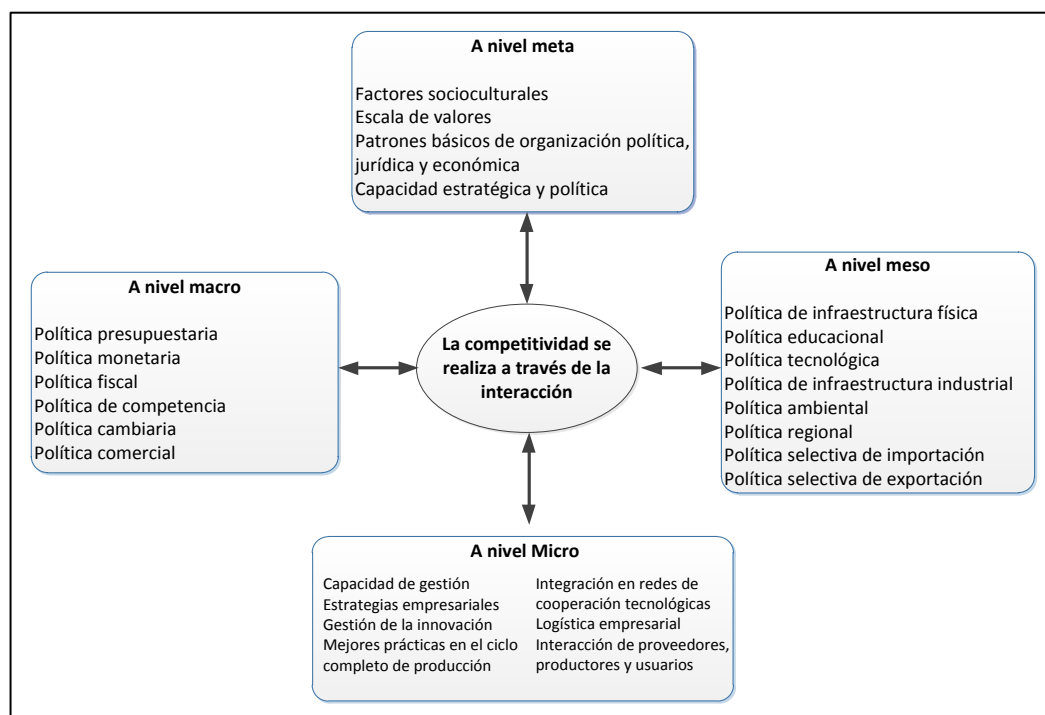 A nivel meta
Factores socioculturales
Escala de valores
Patrones básicos de organización política,
jurídica y económica
Capacidad estratégica y política
A nivel macro
Política presupuestaria
Política monetaria
Política fiscal
Política de competencia
Política cambiaria
Política comercial
La competitividad se
realiza a través de la
interacción
A nivel meso
Política de infraestructura física
Política educacional
Política tecnológica
Política de infraestructura industrial
Política ambiental
Política regional
Política selectiva de importación
Política selectiva de exportación
A nivel Micro
Capacidad de gestión
Estrategias empresariales
Gestión de la innovación
Mejores prácticas en el ciclo
completo de producción
Integración en redes de
cooperación tecnológicas
Logística empresarial
Interacción de proveedores,
productores y usuarios